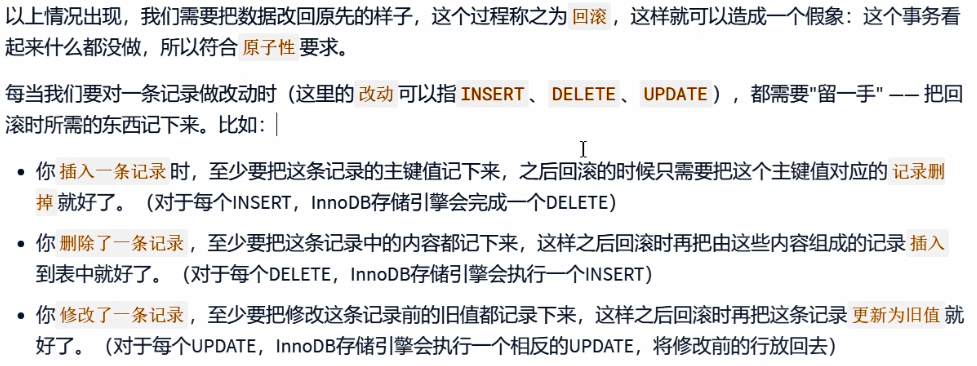 以上情况出现，我们需要把数据改回原先的样子，这个过程称之为 回滚 ，这样就可以造成一个假象：这个事务看
起来什么都没做，所以符合 原子性 要求。
每当我们要对一条记录做改动时（这里的 改动 可以指 INSERT 、 DELETE 、 UPDATE ），都需要"留一手" —— 把回
滚时所需的东西记下来。比如：
• 你 插入一条记录 时，至少要把这条记录的主键值记下来，之后回滚的时候只需要把这个主键值对应的 记录删
掉 就好了。（对于每个INSERT，InnoDB存储引擎会完成一个DELETE）
• 你 删除了一条记录 ，至少要把这条记录中的内容都记下来，这样之后回滚时再把由这些内容组成的记录 插入
到表中就好了。（对于每个DELETE，InnoDB存储引擎会执行一个INSERT）
• 你 修改了一条记录 ，至少要把修改这条记录前的旧值都记录下来，这样之后回滚时再把这条记录 更新为旧值 就
好了。（对于每个UPDATE，InnoDB存储引擎会执行一个相反的UPDATE，将修改前的行放回去）